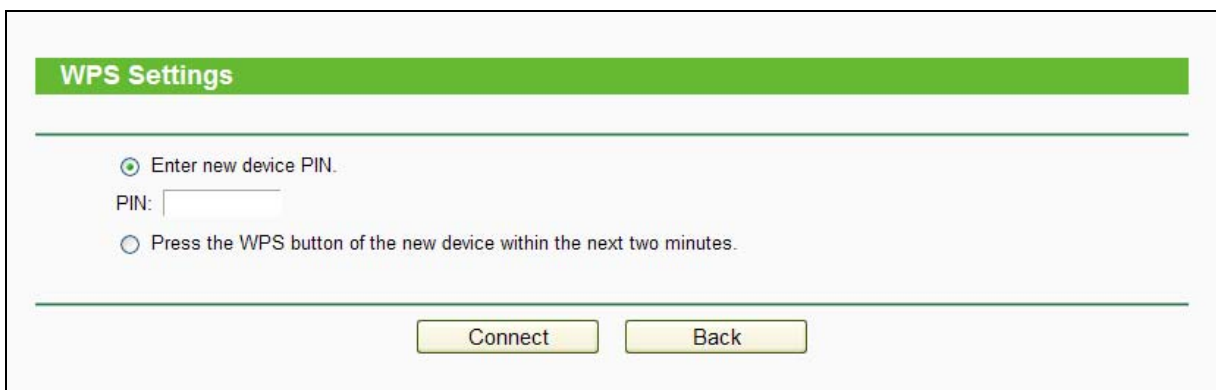 WPS Settings
Enter new device PIN.
PIN:
Press the WPS button of the new device within the next two minutes.
Connect Back